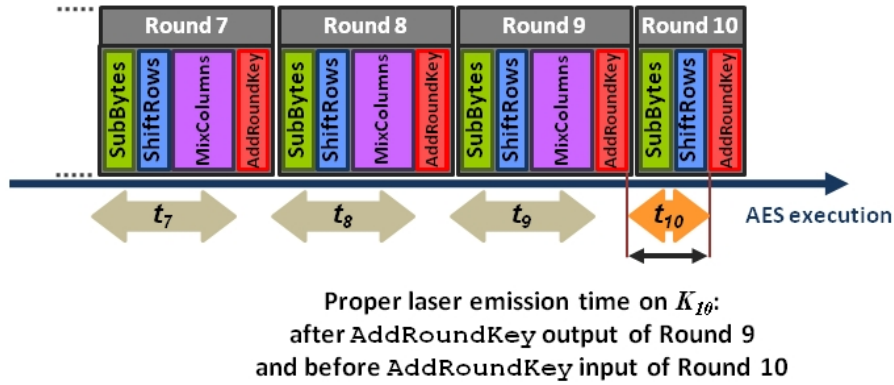 Round 7
Round 8
Round 9
Round 10
SubBytes
ShiftRows
MixColumns
AddRoundKey
SubBytes
ShiftRows
MixColumns
AddRoundKey
SubBytes
ShiftRows
MixColumns
AddRoundKey
SubBytes
ShiftRows
AddRoundKey
t7
t8
t9
t10
AES execution
Proper laser emission time on K10:
after AddRoundKey output of Round 9
and before AddRoundKey input of Round 10